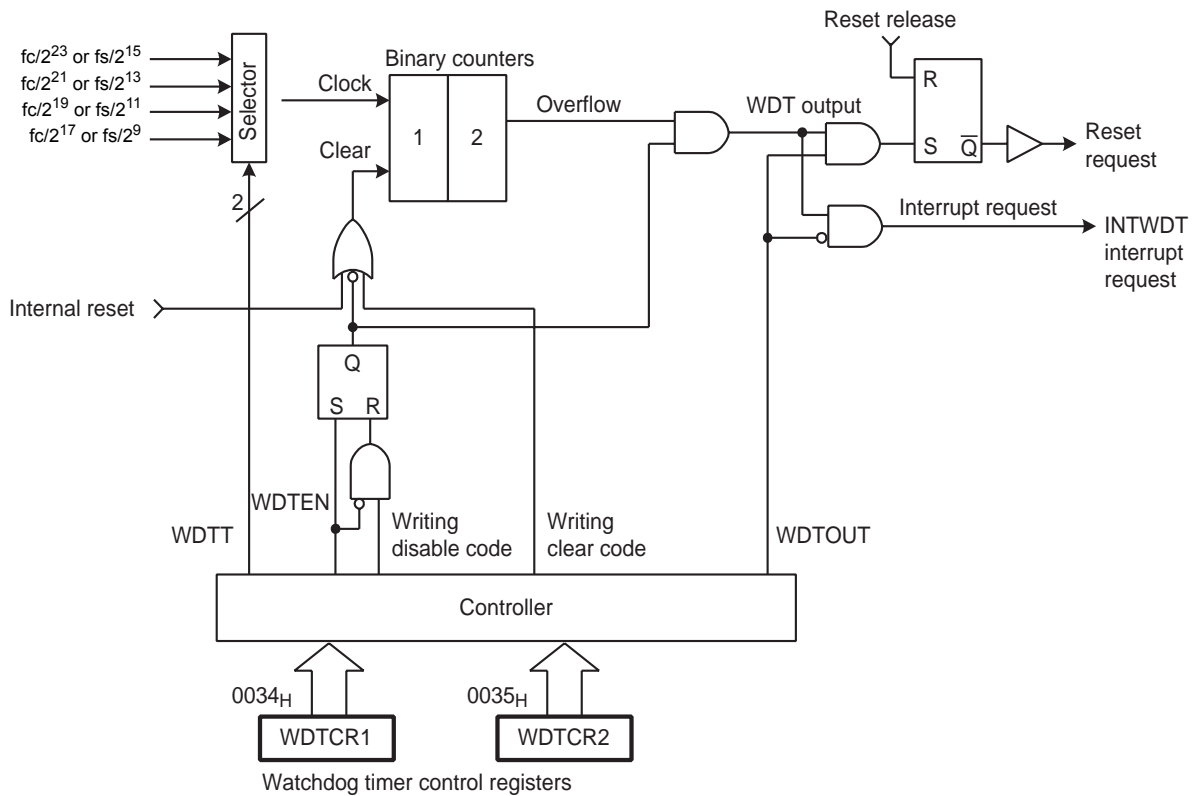 Reset release
fc/2^23 or fs/2^15
fc/2^21 or fs/2^13
fc/2^19 or fs/2^11
fc/2^17 or fs/2^9
Selector
Binary counters
Clock
Clear
1
2
Overflow
WDT output
R
S
Q̅
Reset
request
2
Interrupt request
INTWDT
interrupt
request
Internal reset
Q
S
R
WDTT
WDTEN
Writing
disable code
Writing
clear code
WDTOUT
Controller
0034H
0035H
WDTCR1
WDTCR2
Watchdog timer control registers